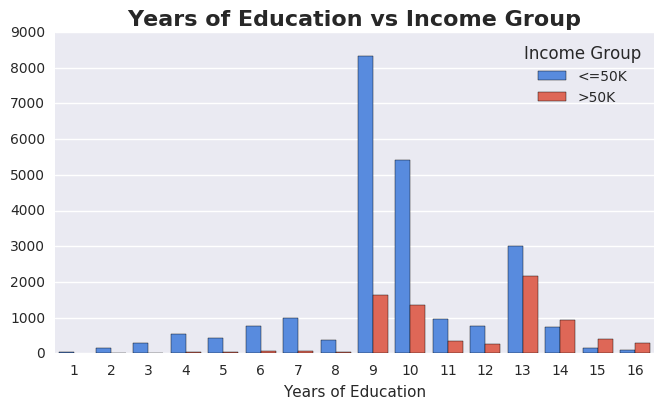 Years of Education vs Income Group
Income Group
<=50K
>50K
9000
8000
7000
6000
5000
4000
3000
2000
1000
0
1 2 3 4 5 6 7 8 9 10 11 12 13 14 15 16
Years of Education